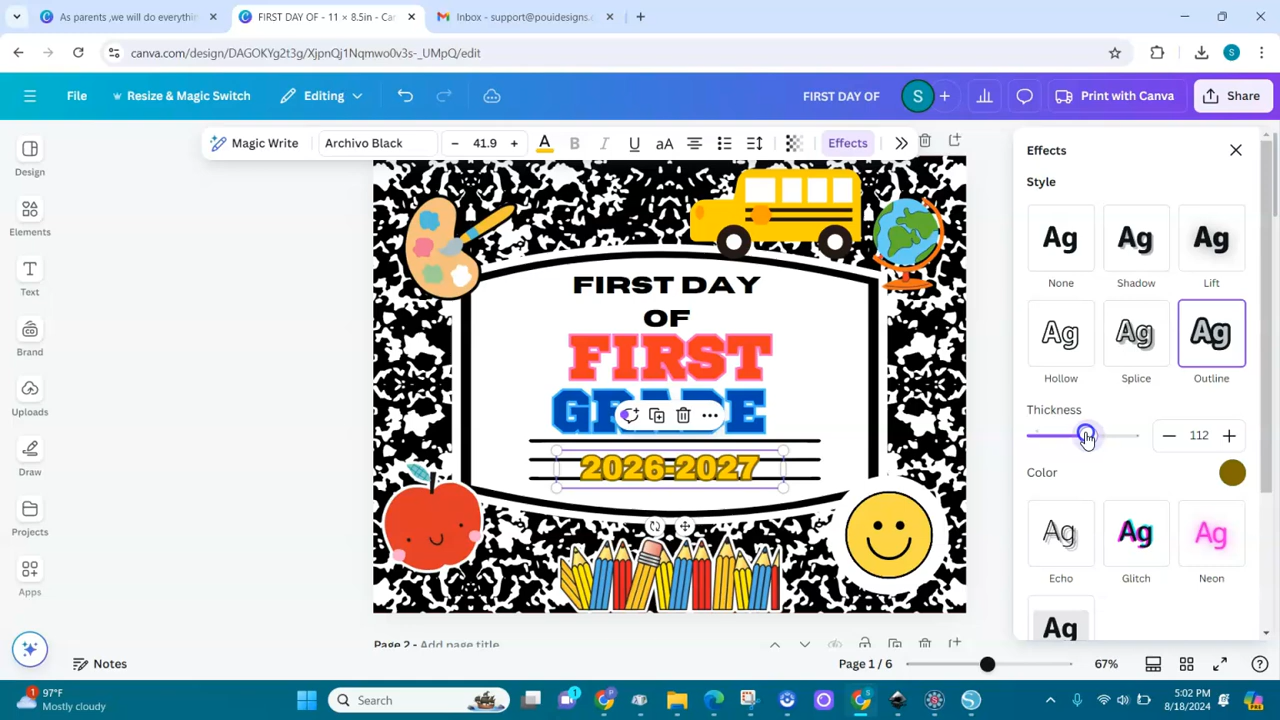 As parents ,we will do everythin
FIRST DAY OF - 11 × 8.5in - Can
Inbox - support@pouidesigns.c
canva.com/design/DAGOKYg2t3g/XjpnQj1Nqmwo0v3s-_UMpQ/edit
S
File
Resize & Magic Switch
Editing
FIRST DAY OF
S
Print with Canva
Share
Magic Write
Archivo Black
41.9
A
B
I
U
aA
Effects
Design
Elements
Text
Brand
Uploads
Draw
Projects
Apps
FIRST DAY
OF
FIRST
GRADE
2026-2027
Page 2 - Add page title
Effects
Style
Ag
Ag
Ag
None
Shadow
Lift
Ag
Ag
Ag
Hollow
Splice
Outline
Thickness
112
Color
Ag
Ag
Ag
Echo
Glitch
Neon
Ag
Notes
Page 1 / 6
67%
97°F
Mostly cloudy
Search
5:02 PM
8/18/2024